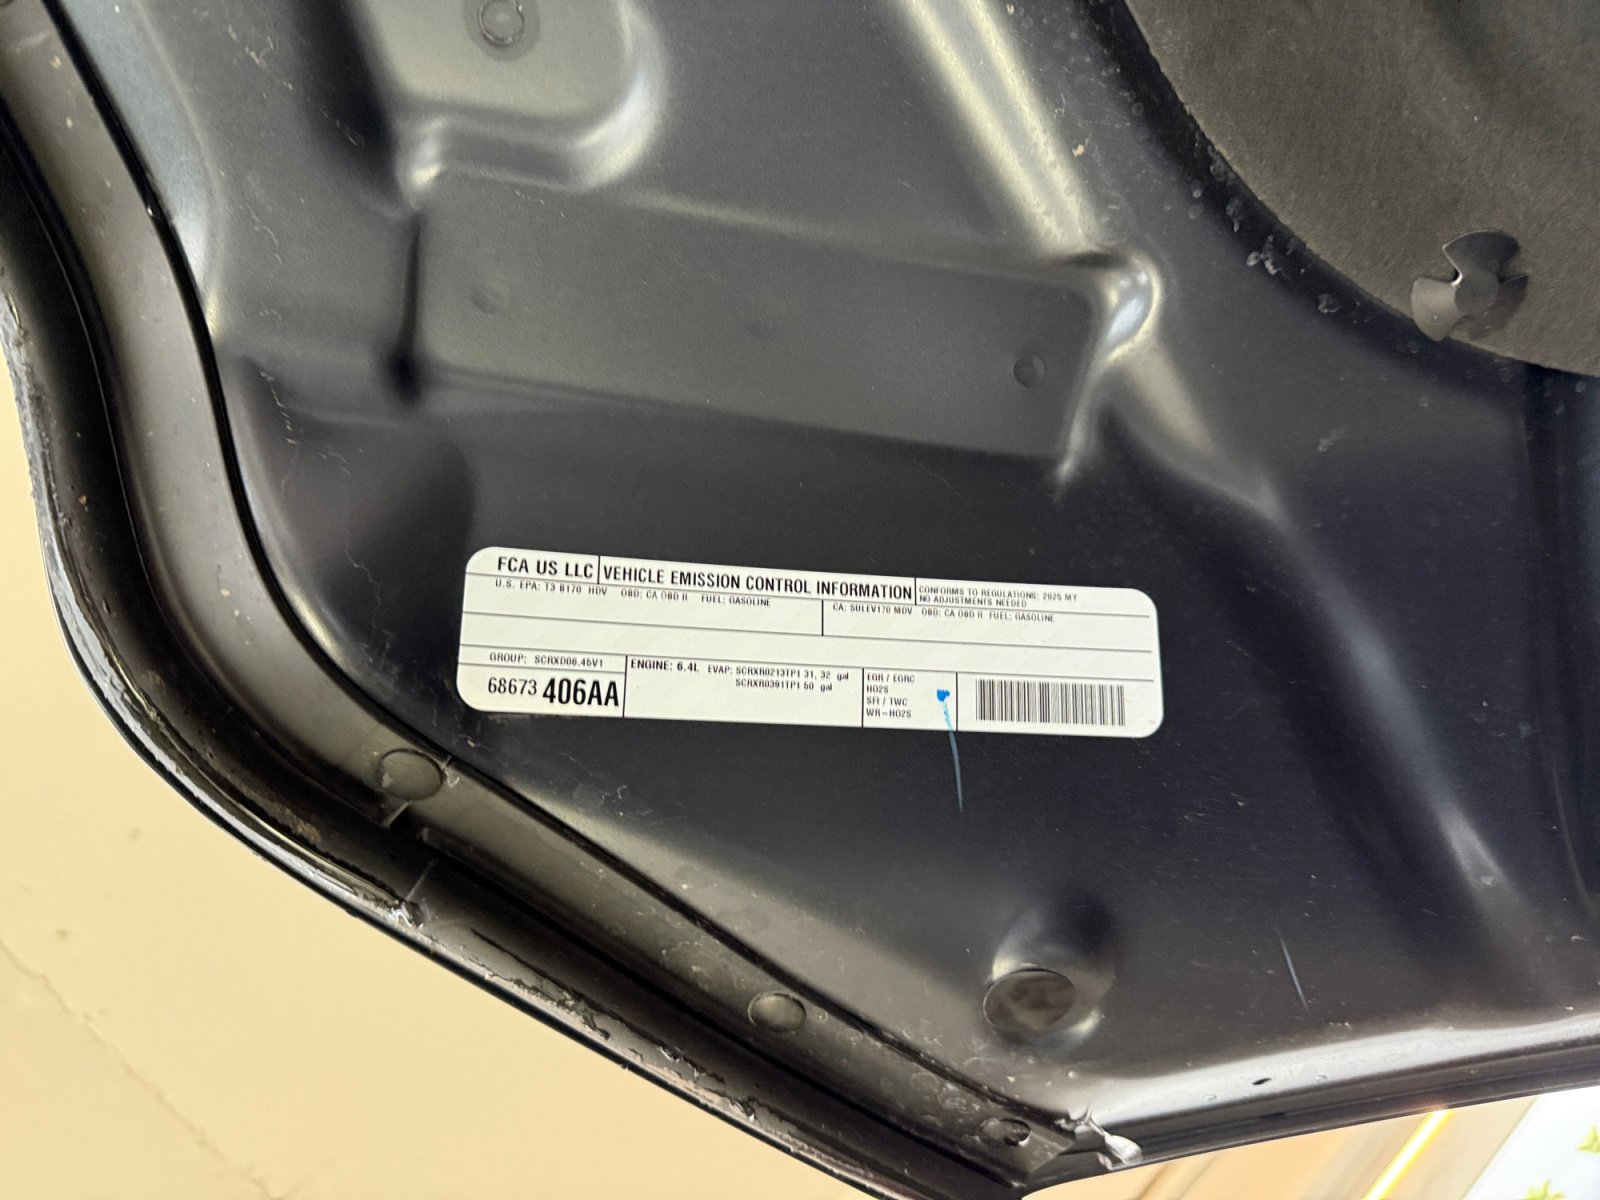 FCA US LLC VEHICLE EMISSION CONTROL INFORMATION
CONFORMS TO REGULATIONS: 2025 MY
NO ADJUSTMENTS NEEDED
U.S. EPA: T3 B170 HDV OBD: CA OBD II FUEL: GASOLINE
CA: SULEV170 MDV OBD: CA OBD II FUEL: GASOLINE
GROUP: SCRXD06.45V1
68673 406AA
ENGINE: 6.4L EVAP: SCRXR0213TP1 31, 32 gal
SCRXR0391TP1 50 gal
EGR / EGRC
HO2S
SFI / TWC
WR-HO2S